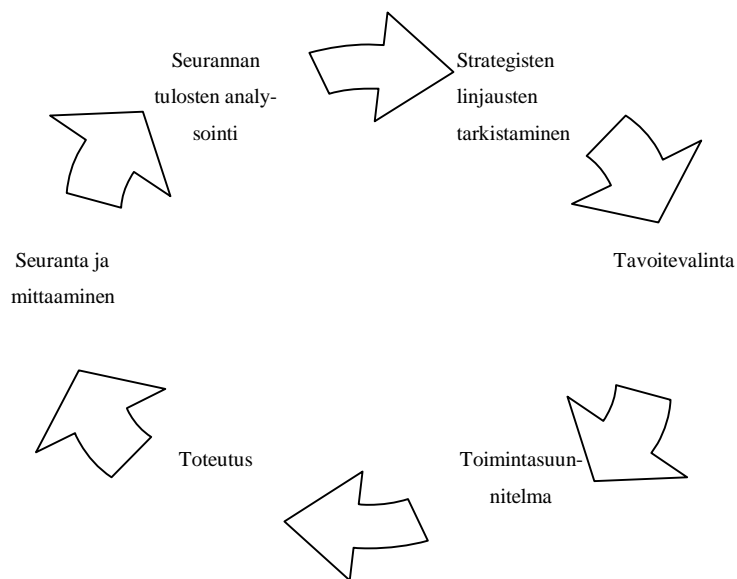 Seurannan
tulosten analy-
sointi
Strategisten
linjausten
tarkistaminen
Tavoitevalinta
Toimintasuun-
nitelma
Toteutus
Seuranta ja
mittaaminen